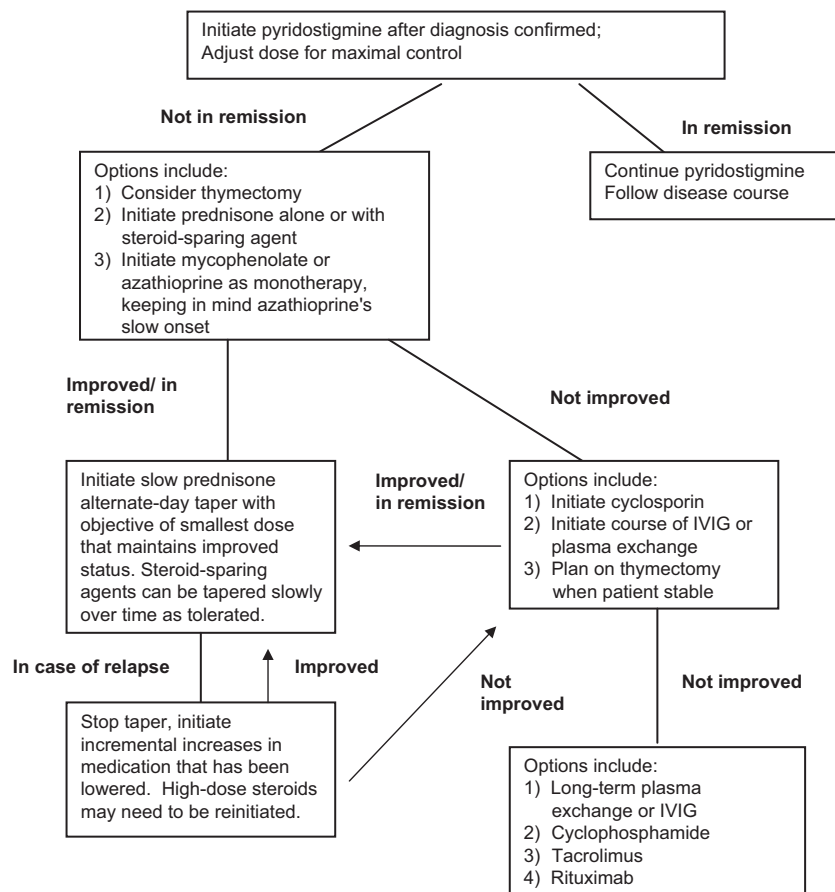 Initiate pyridostigmine after diagnosis confirmed;
Adjust dose for maximal control
Not in remission
In remission
Options include:
1) Consider thymectomy
2) Initiate prednisone alone or with
steroid-sparing agent
3) Initiate mycophenolate or
azathioprine as monotherapy,
keeping in mind azathioprine's
slow onset
Continue pyridostigmine
Follow disease course
Improved/ in
remission
Not improved
Initiate slow prednisone
alternate-day taper with
objective of smallest dose
that maintains improved
status. Steroid-sparing
agents can be tapered slowly
over time as tolerated.
Improved/
in remission
Options include:
1) Initiate cyclosporin
2) Initiate course of IVIG or
plasma exchange
3) Plan on thymectomy
when patient stable
In case of relapse
Improved
Not
improved
Not improved
Stop taper, initiate
incremental increases in
medication that has been
lowered. High-dose steroids
may need to be reinitiated.
Options include:
1) Long-term plasma
exchange or IVIG
2) Cyclophosphamide
3) Tacrolimus
4) Rituximab